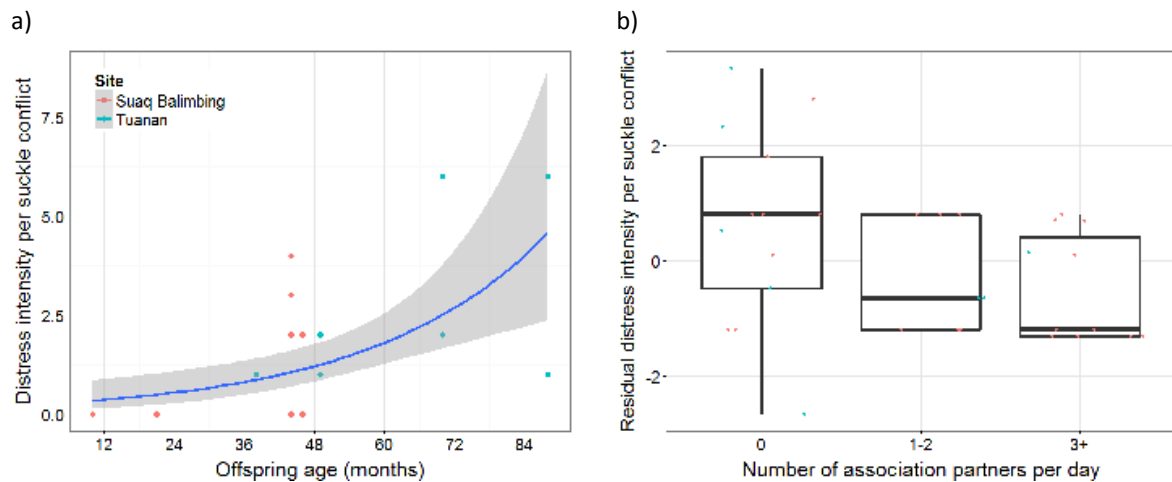 a)
Distress intensity per suckle conflict
Site
Suaq Balimbing
Tuanan
7.5
5.0
2.5
0.0
12 24 36 48 60 72 84
Offspring age (months)
b)
Residual distress intensity per suckle conflict
2
0
-2
0 1-2 3+
Number of association partners per day